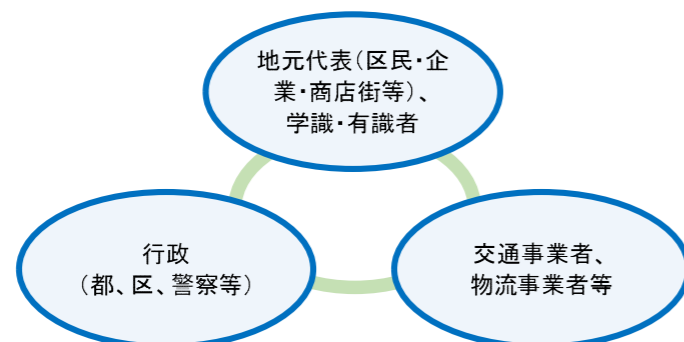 地元代表（区民・企
業・商店街等）、
学識・有識者
行政
（都、区、警察等）
交通事業者、
物流事業者等